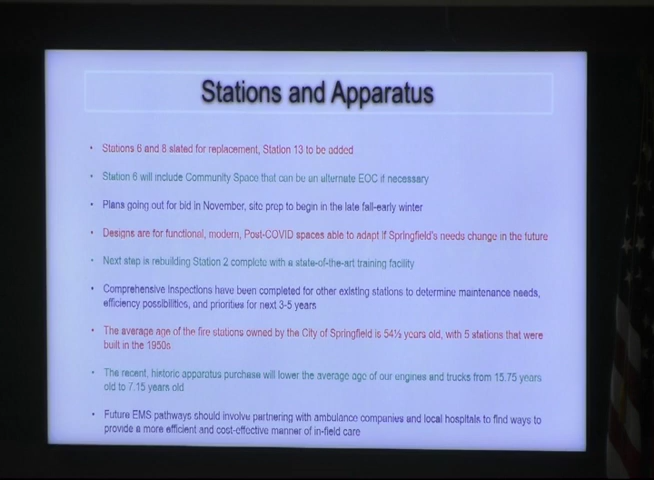 Stations and Apparatus
• Stations 6 and 8 slated for replacement, Station 13 to be added
• Station 6 will include Community Space that can be an alternate EOC if necessary
• Plans going out for bid in November, site prep to begin in the late fall-early winter
• Designs are for functional, modern, Post-COVID spaces able to adapt if Springfield's needs change in the future
• Next step is rebuilding Station 2 complete with a state-of-the-art training facility
• Comprehensive Inspections have been completed for other existing stations to determine maintenance needs,
efficiency possibilities, and priorities for next 3-5 years
• The average age of the fire stations owned by the City of Springfield is 54½ years old, with 5 stations that were
built in the 1950s
• The recent, historic apparatus purchase will lower the average age of our engines and trucks from 15.75 years
old to 7.15 years old
• Future EMS pathways should involve partnering with ambulance companies and local hospitals to find ways to
provide a more efficient and cost-effective manner of in-field care